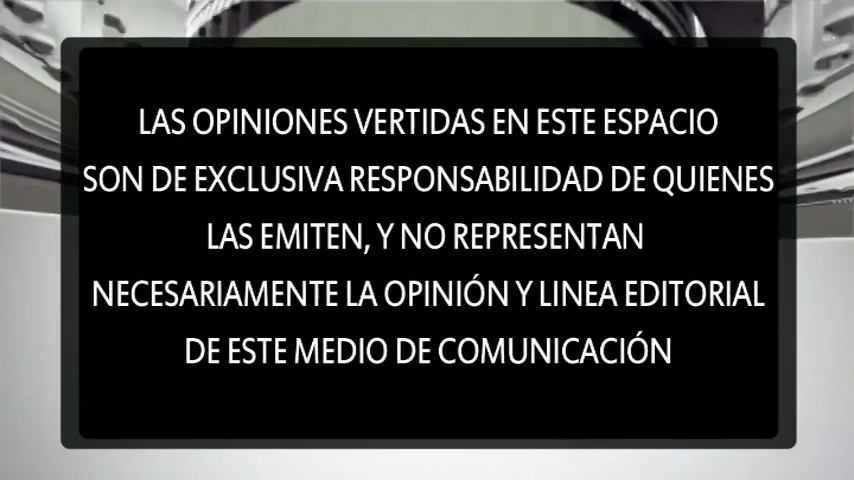 LAS OPINIONES VERTIDAS EN ESTE ESPACIO
SON DE EXCLUSIVA RESPONSABILIDAD DE QUIENES
LAS EMITEN, Y NO REPRESENTAN
NECESARIAMENTE LA OPINIÓN Y LINEA EDITORIAL
DE ESTE MEDIO DE COMUNICACIÓN